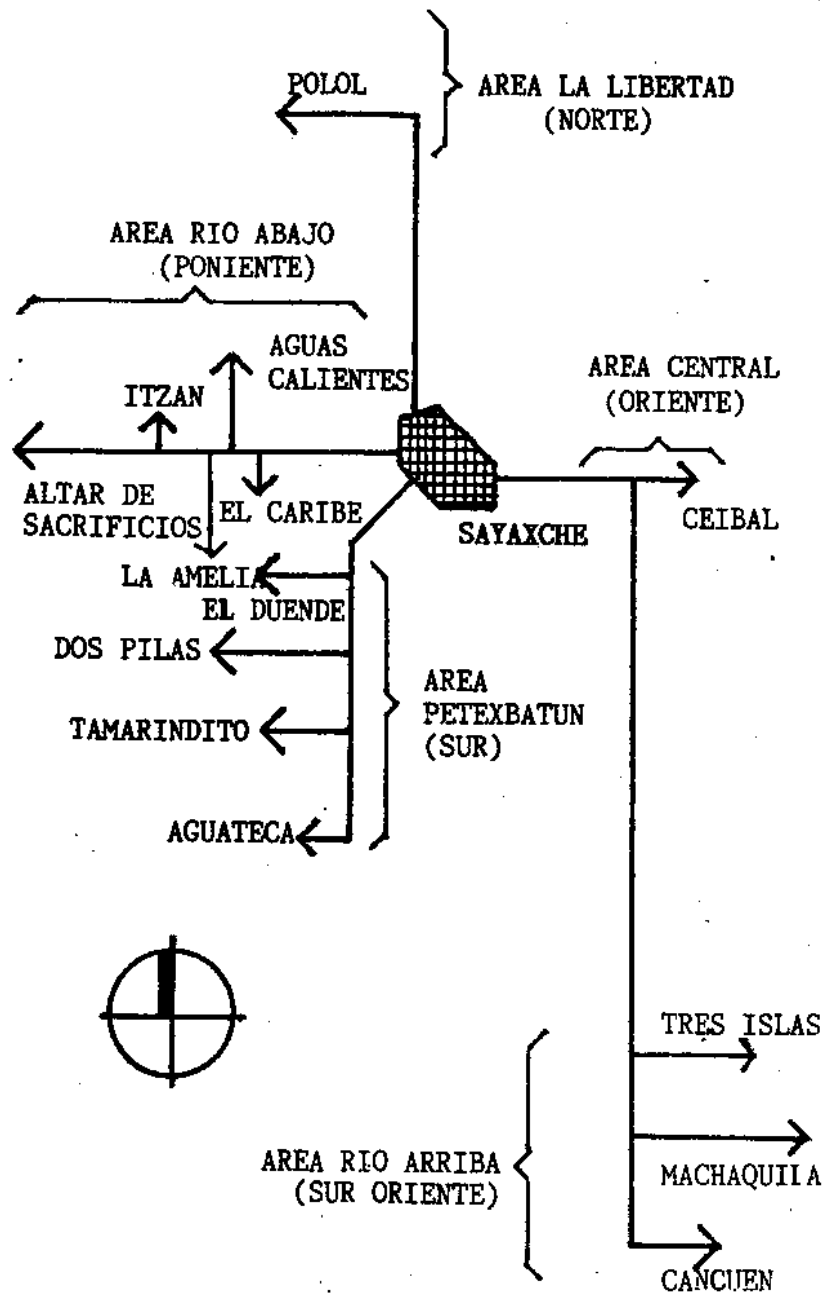 POLOL
AREA LA LIBERTAD
(NORTE)
AREA RIO ABAJO
(PONIENTE)
AGUAS
CALIENTES
ITZAN
AREA CENTRAL
(ORIENTE)
ALTAR DE
SACRIFICIOS
EL CARIBE
SAYAXCHE
CEIBAL
LA AMELIA
EL DUENDE
DOS PILAS
AREA
PETEXBATUN
(SUR)
TAMARINDITO
AGUATECA
TRES ISLAS
AREA RIO ARRIBA
(SUR ORIENTE)
MACHAQUILA
CANCUEN